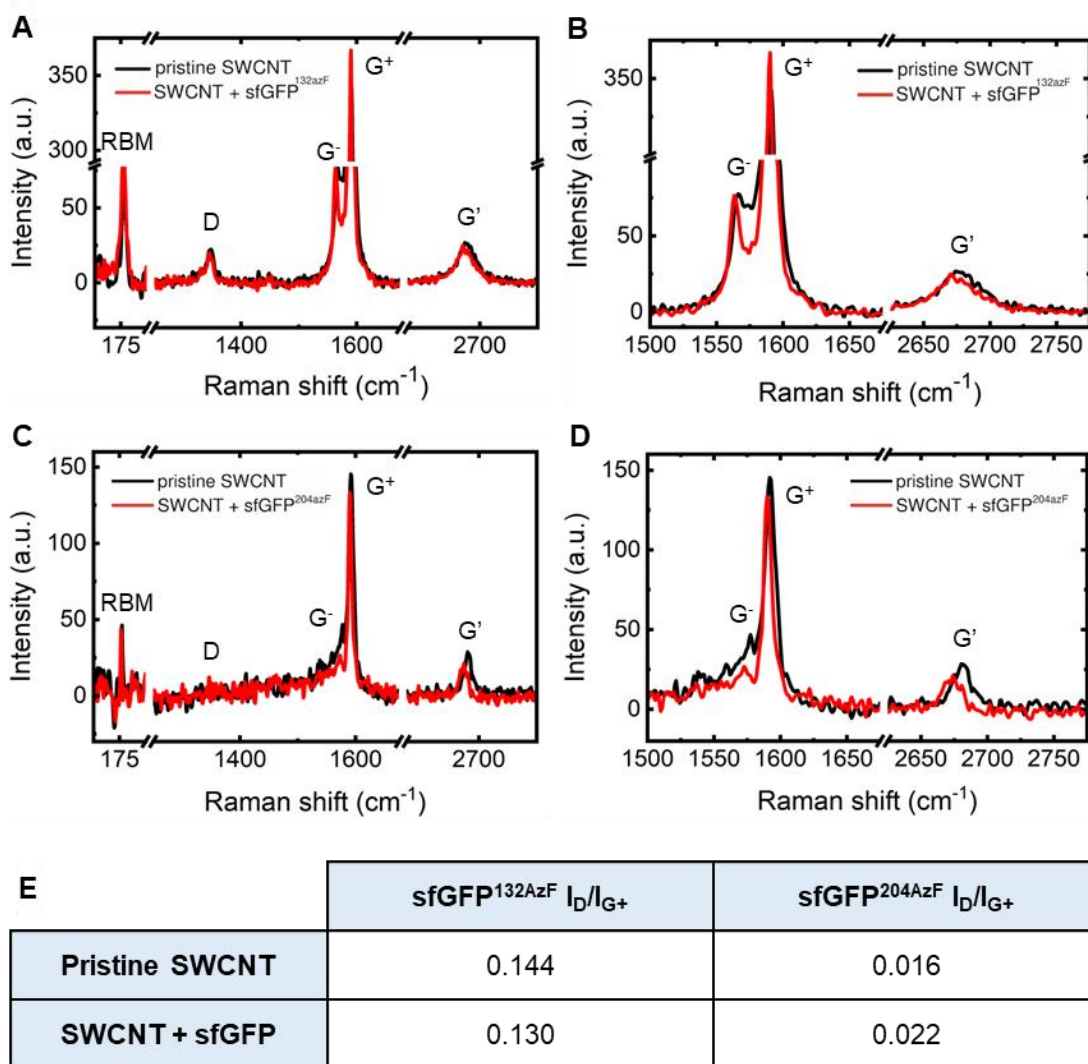 A
pristine SWCNT
SWCNT + sfGFP132azF
350
300
50
0
Intensity (a.u.)
RBM
D
G-
G+
G'
175 1400 1600 2700
Raman shift (cm-1)
B
pristine SWCNT
SWCNT + sfGFP132azF
350
50
0
Intensity (a.u.)
G-
G+
G'
1500 1550 1600 1650 2650 2700 2750
Raman shift (cm-1)
C
pristine SWCNT
SWCNT + sfGFP204azF
150
100
50
0
Intensity (a.u.)
RBM
D
G-
G+
G'
175 1400 1600 2700
Raman shift (cm-1)
D
pristine SWCNT
SWCNT + sfGFP204azF
150
100
50
0
Intensity (a.u.)
G-
G+
G'
1500 1550 1600 1650 2650 2700 2750
Raman shift (cm-1)
E
sfGFP132AzF ID/IG+ sfGFP204AzF ID/IG+
Pristine SWCNT 0.144 0.016
SWCNT + sfGFP 0.130 0.022